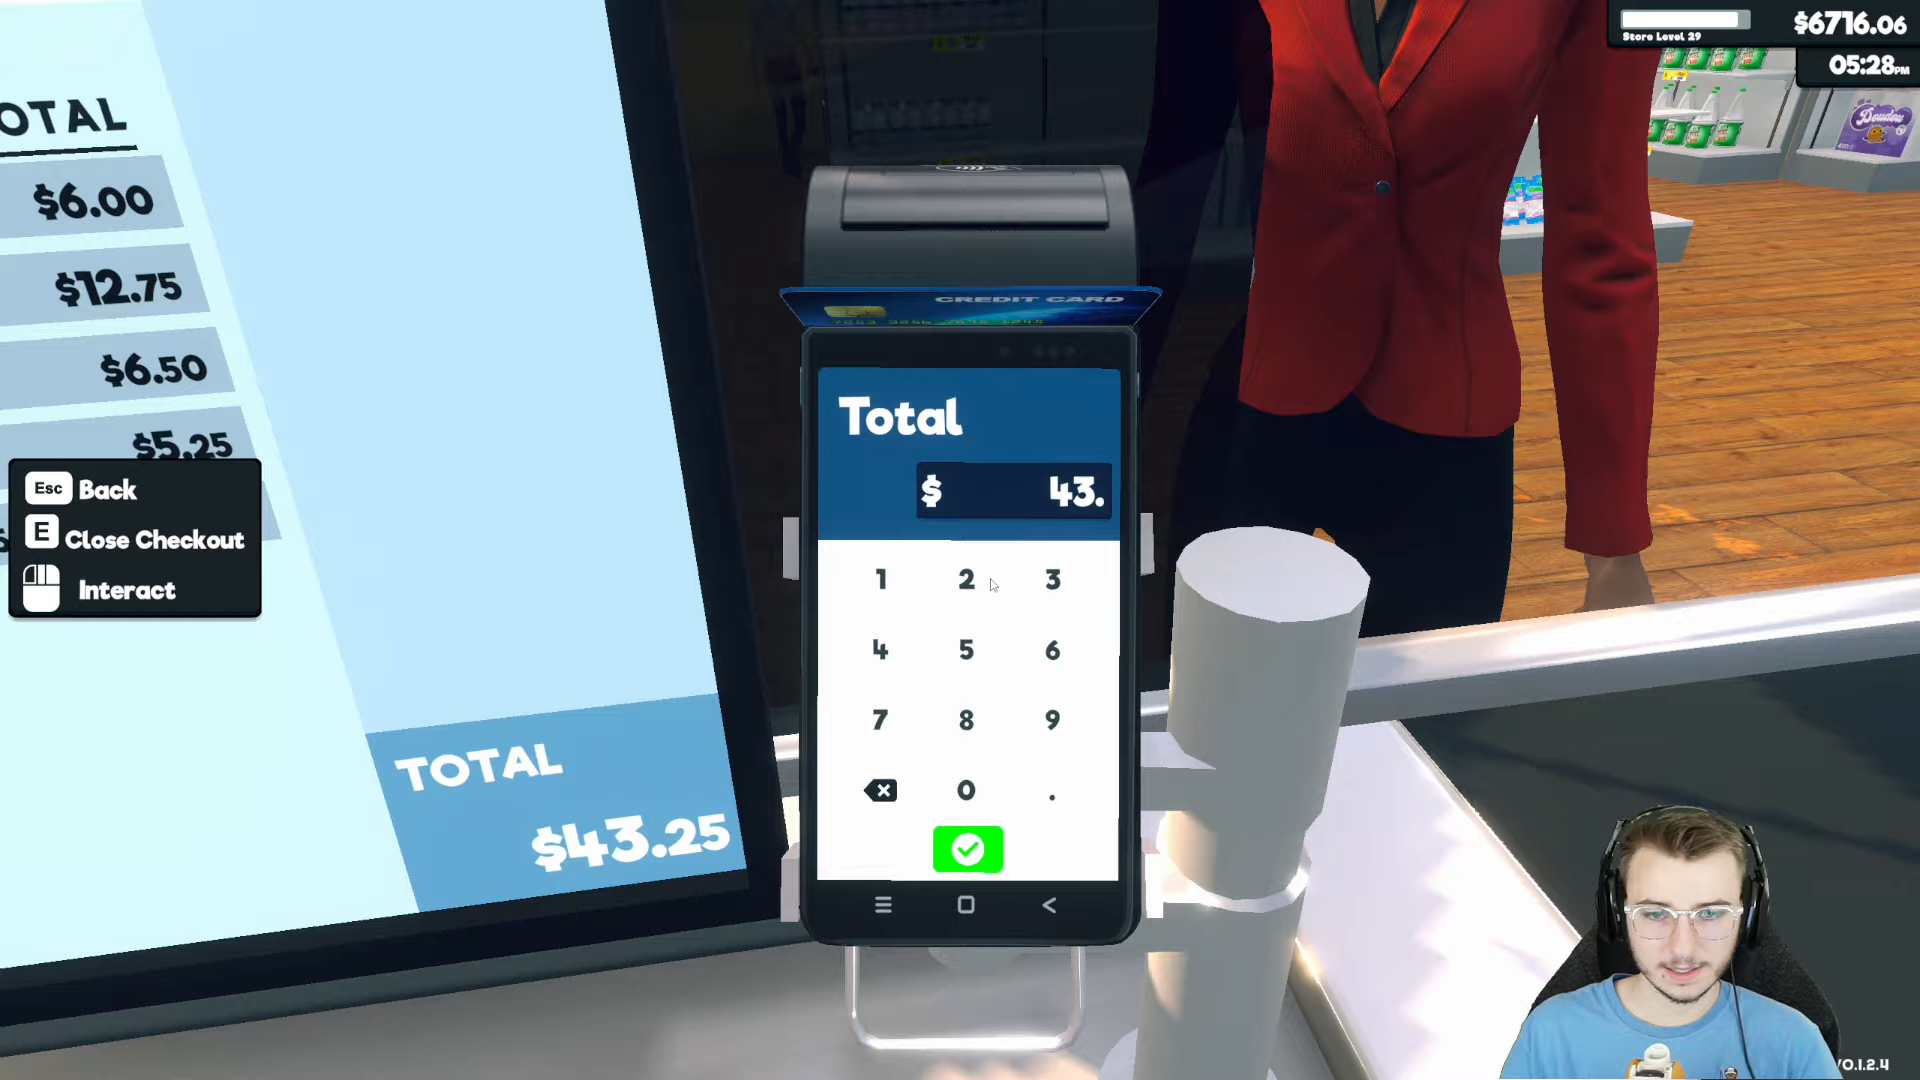 $6716.06
Store Level 29
05:28PM
Doudou
OTAL
$6.00
$12.75
$6.50
$5.25
Esc Back
E Close Checkout
Interact
TOTAL
$43.25
CREDIT CARD
Total
$ 43.
1 2 3
4 5 6
7 8 9
0 .
0.1.2.4